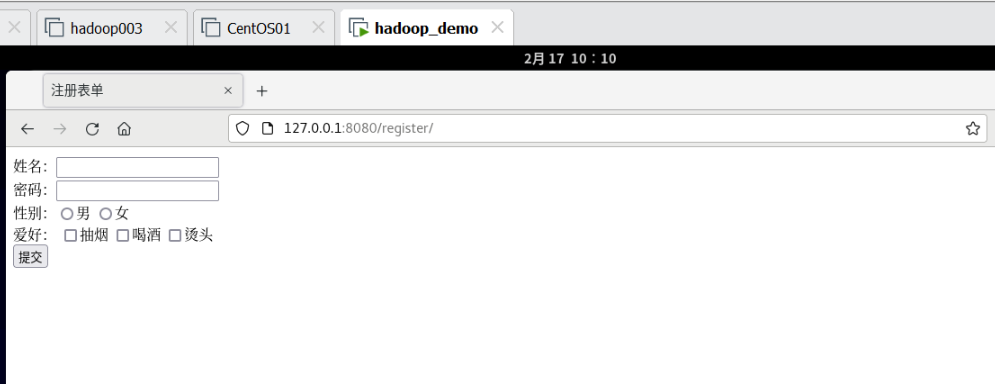 hadoop003 CentOS01 hadoop_demo
2月 17 10：10
注册表单
127.0.0.1:8080/register/
姓名:
密码:
性别: 男 女
爱好: 抽烟 喝酒 烫头
提交